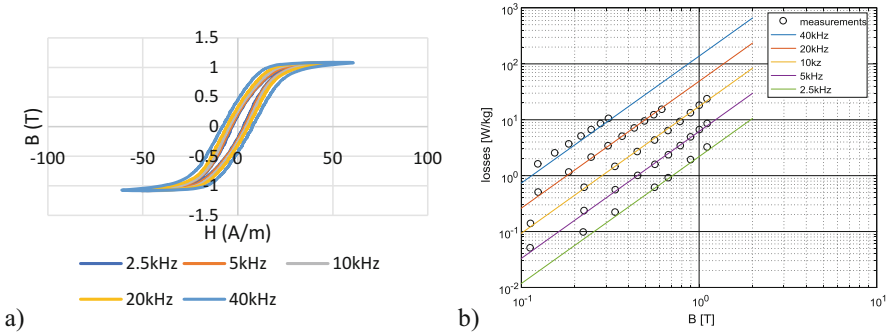 a)
B (T)
1.5
1
0.5
0
-0.5
-1
-1.5
-100
-50
0
50
100
H (A/m)
2.5kHz
5kHz
10kHz
20kHz
40kHz
b)
losses [W/kg]
10³
10²
10¹
10⁰
10⁻¹
10⁻²
10⁻¹
10⁰
10¹
B [T]
measurements
40kHz
20kHz
10kz
5kHz
2.5kHz